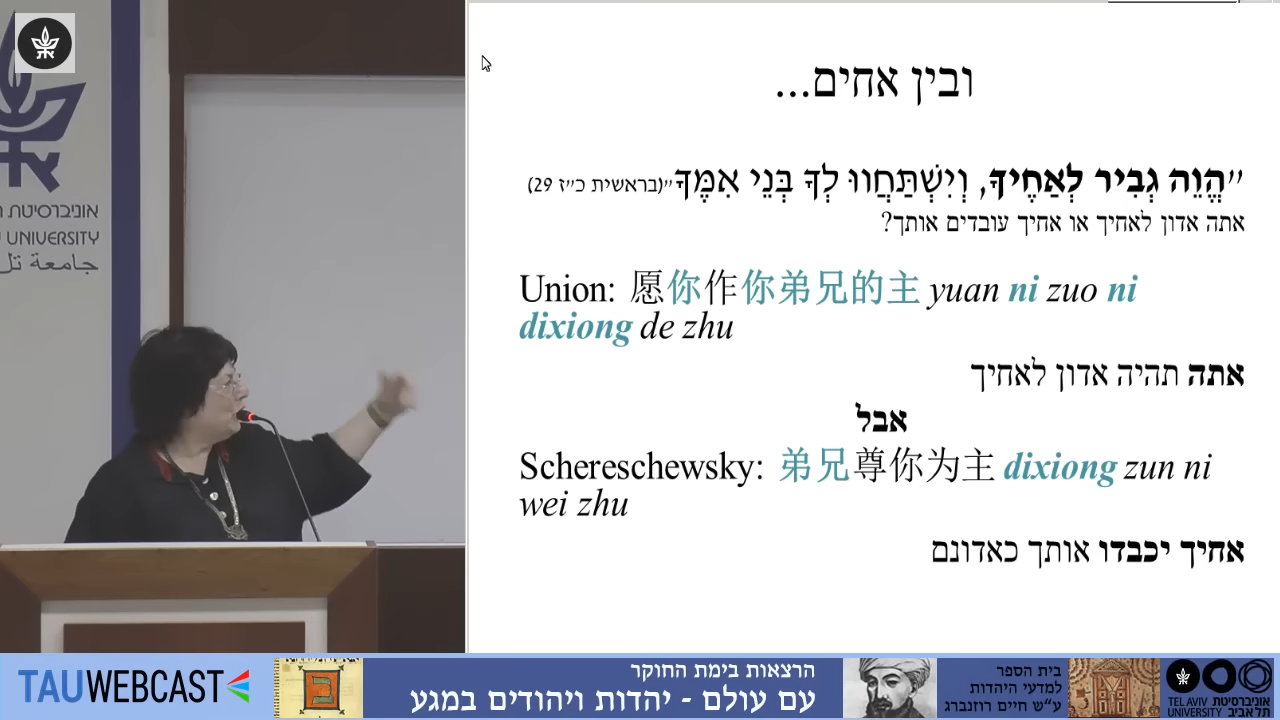 ובין אחים...
״הֱוֵה גְבִיר לְאַחֶיךָ, וְיִשְׁתַּחֲווּ לְךָ בְּנֵי אִמֶּךָ״(בראשית כ״ז 29)
אתה אדון לאחיך או אחיך עובדים אותך?
Union: 愿你作你弟兄的主 yuan ni zuo ni
dixiong de zhu
אתה תהיה אדון לאחיך
אבל
Schereschewsky: 弟兄尊你为主 dixiong zun ni
wei zhu
אחיך יכבדו אותך כאדונם
אוניברסיטת
UNIVERSITY
جامعة تل
TAUWEBCAST
הרצאות בימת החוקר
עם עולם - יהדות ויהודים במגע
בית הספר
למדעי היהדות
ע״ש חיים רוזנברג
TEL AVIV אוניברסיטת
UNIVERSITY תל אביב